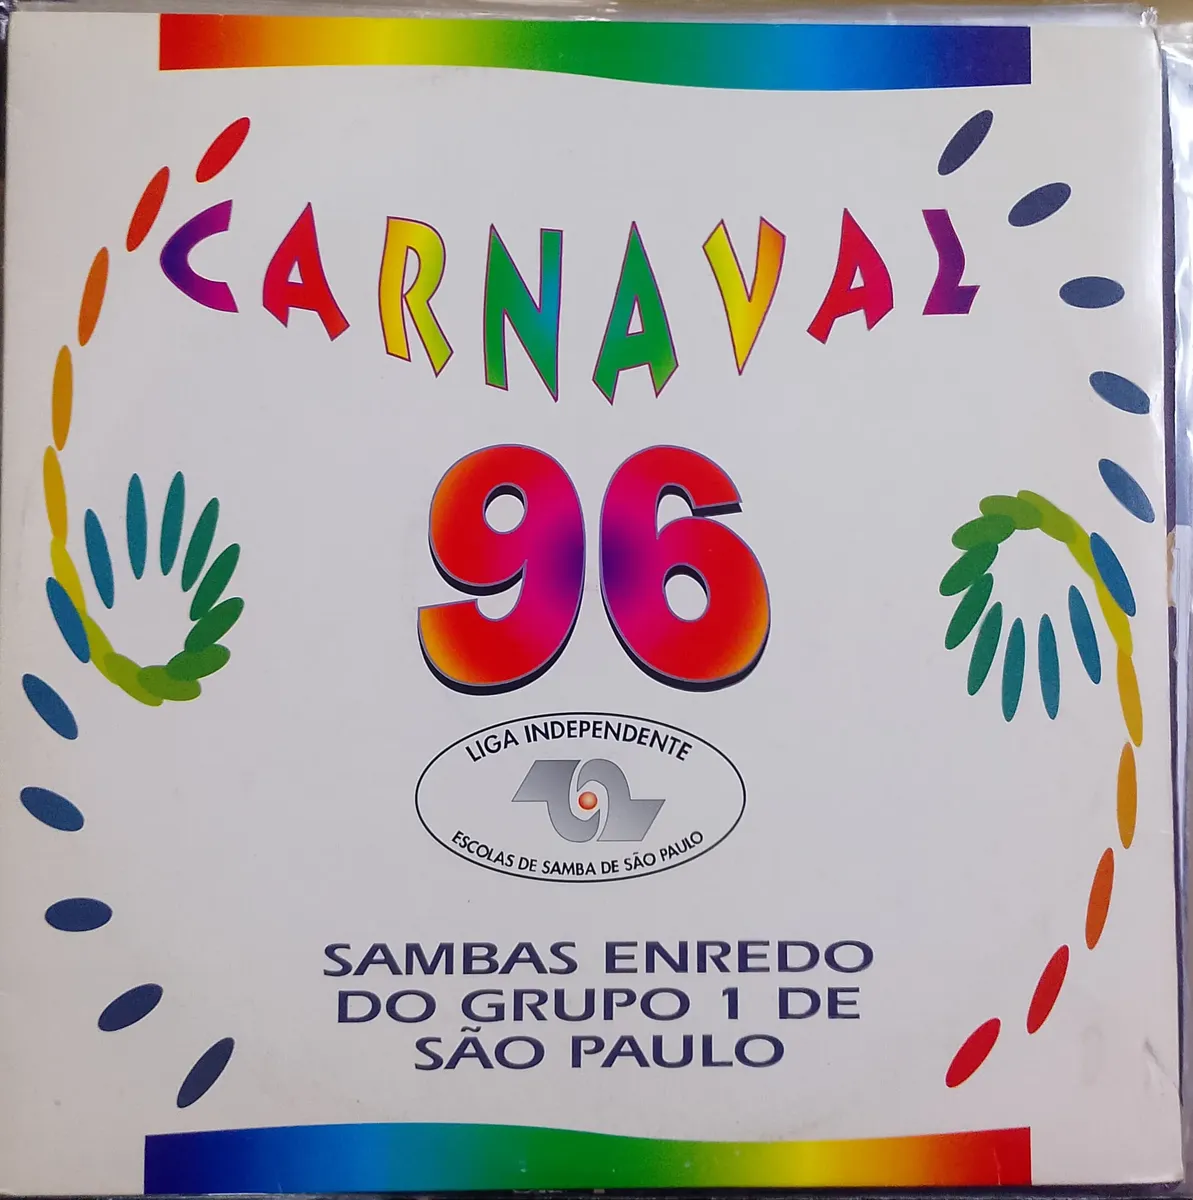 CARNAVAL
96
LIGA INDEPENDENTE
ESCOLAS DE SAMBA DE SÃO PAULO
SAMBAS ENREDO
DO GRUPO 1 DE
SÃO PAULO